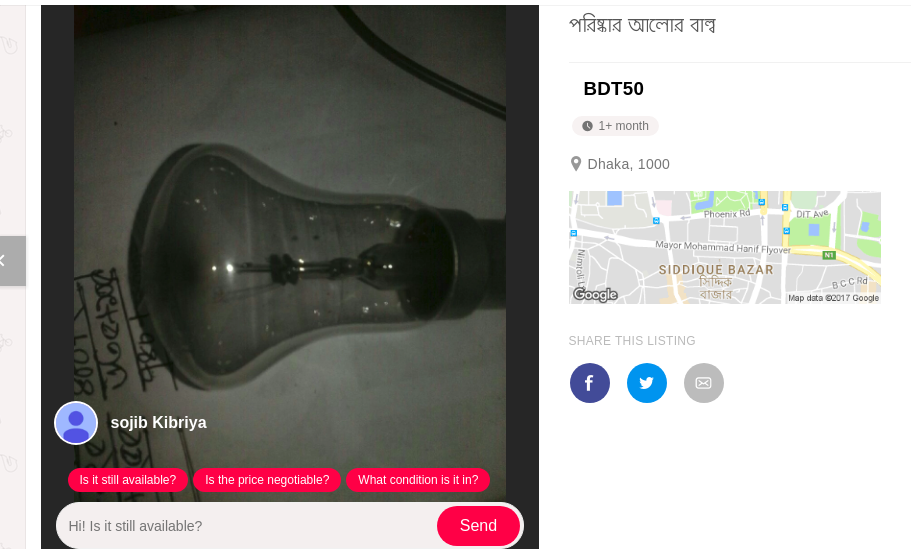 পরিষ্কার আলোর বাল্ব
BDT50
1+ month
Dhaka, 1000
Phoenix Rd
DIT Ave
Mayor Mohammad Hanif Flyover
N1
Nimtoli
SIDDIQUE BAZAR
সিদ্দিক
বাজার
B C C Rd
Google
Map data ©2017 Google
SHARE THIS LISTING
sojib Kibriya
Is it still available?
Is the price negotiable?
What condition is it in?
Hi! Is it still available?
Send